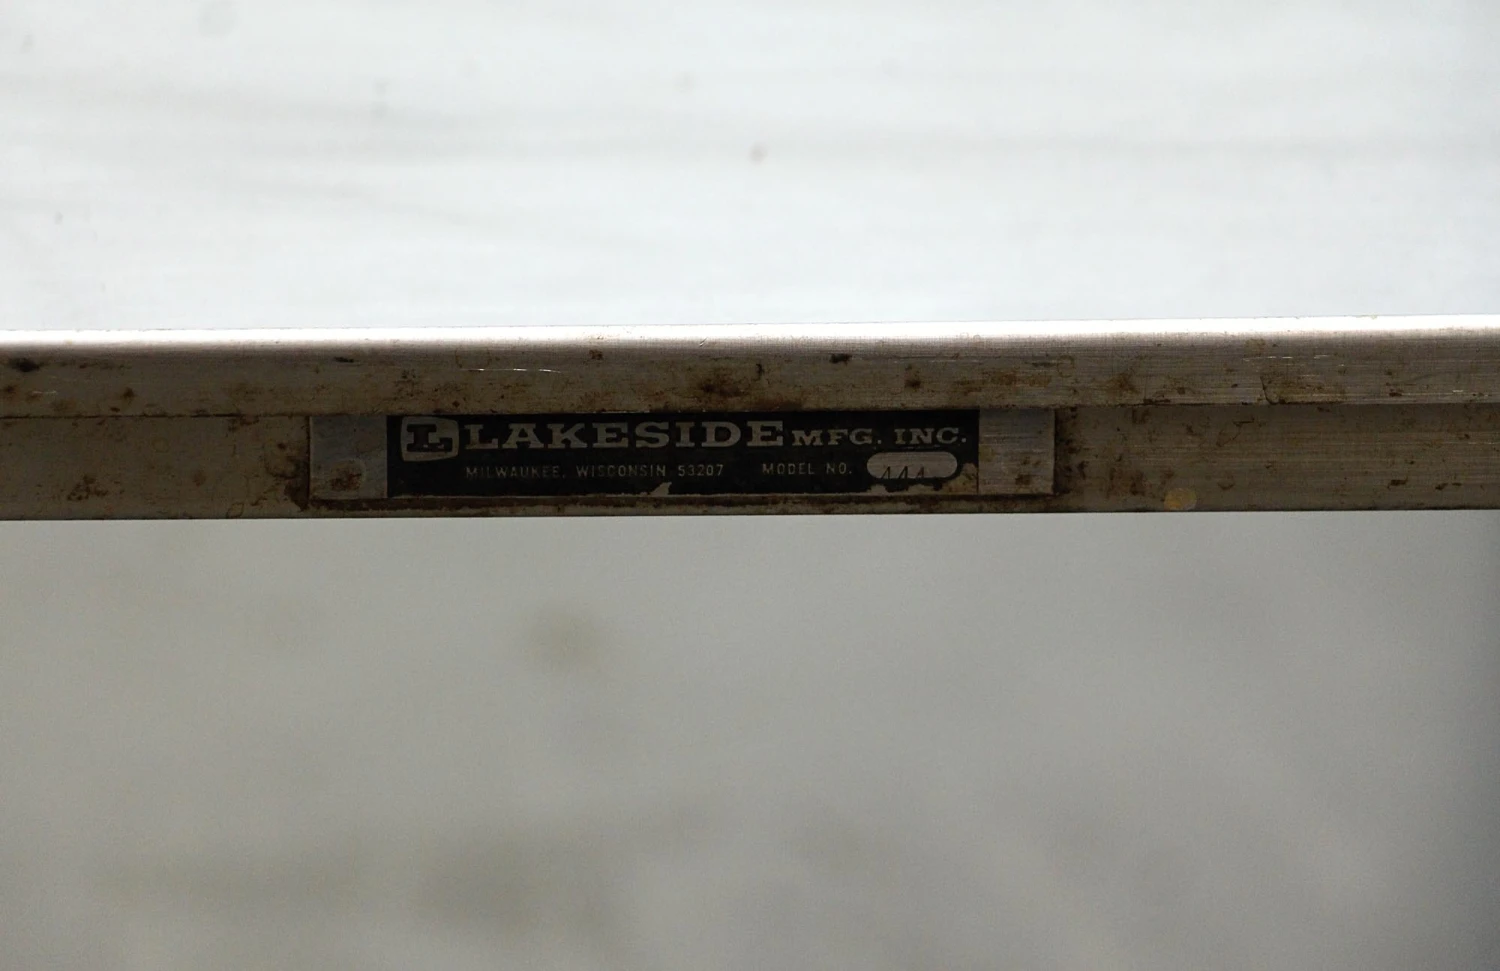 L LAKESIDE MFG. INC.
MILWAUKEE, WISCONSIN 53207 MODEL NO. 444